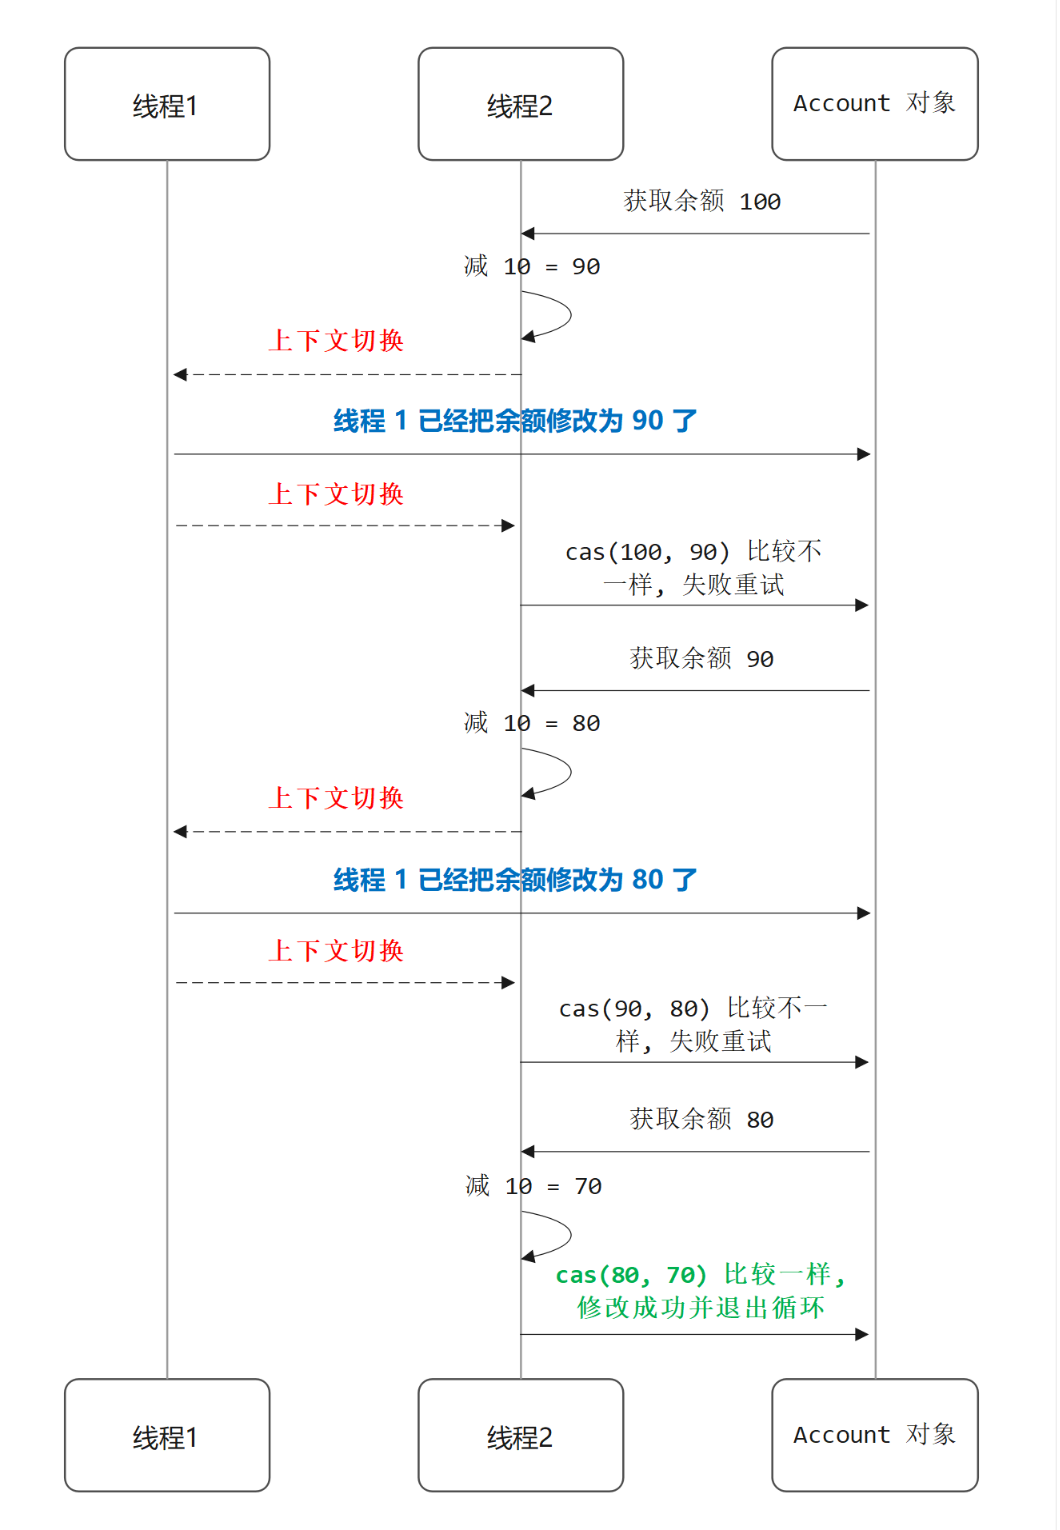 线程1
线程2
Account 对象
获取余额 100
减 10 = 90
上下文切换
线程 1 已经把余额修改为 90 了
上下文切换
cas(100, 90) 比较不
一样, 失败重试
获取余额 90
减 10 = 80
上下文切换
线程 1 已经把余额修改为 80 了
上下文切换
cas(90, 80) 比较不一
样, 失败重试
获取余额 80
减 10 = 70
cas(80, 70) 比较一样,
修改成功并退出循环
线程1
线程2
Account 对象